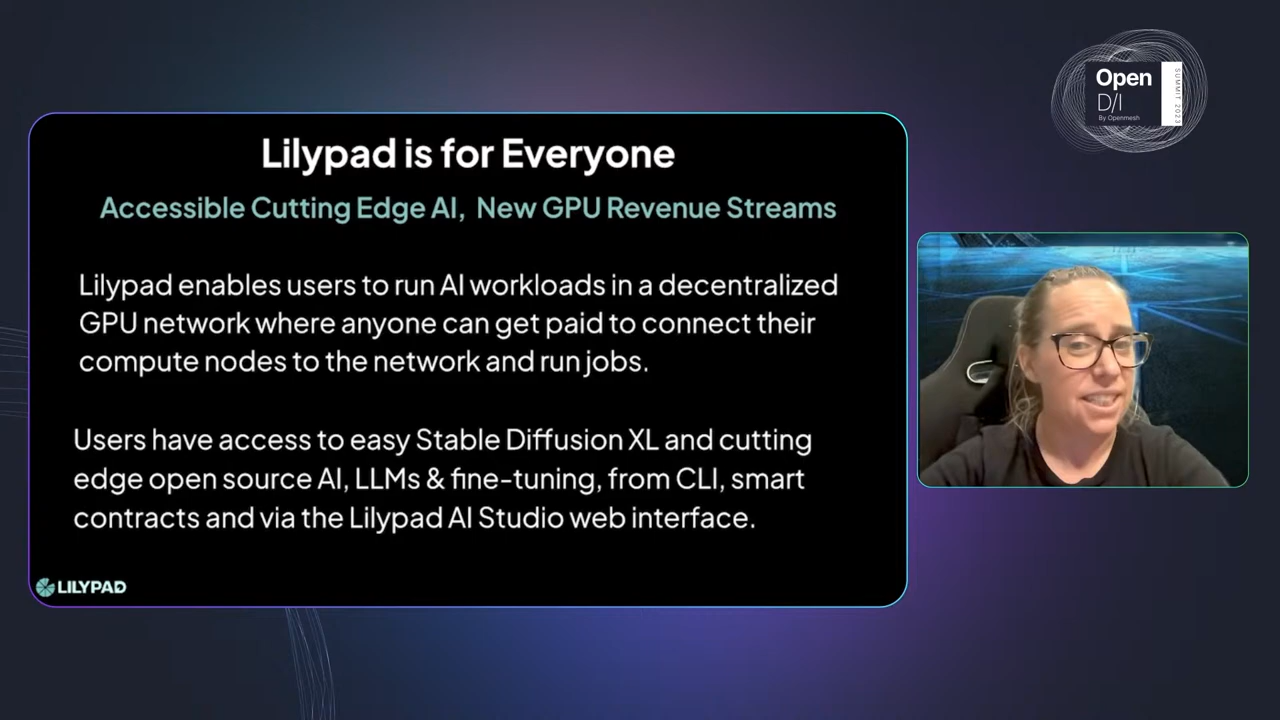 Lilypad is for Everyone
Accessible Cutting Edge AI, New GPU Revenue Streams
Lilypad enables users to run AI workloads in a decentralized
GPU network where anyone can get paid to connect their
compute nodes to the network and run jobs.
Users have access to easy Stable Diffusion XL and cutting
edge open source AI, LLMs & fine-tuning, from CLI, smart
contracts and via the Lilypad AI Studio web interface.
LILYPAD
Open
D/I
By Openmesh
SUMMIT 2023